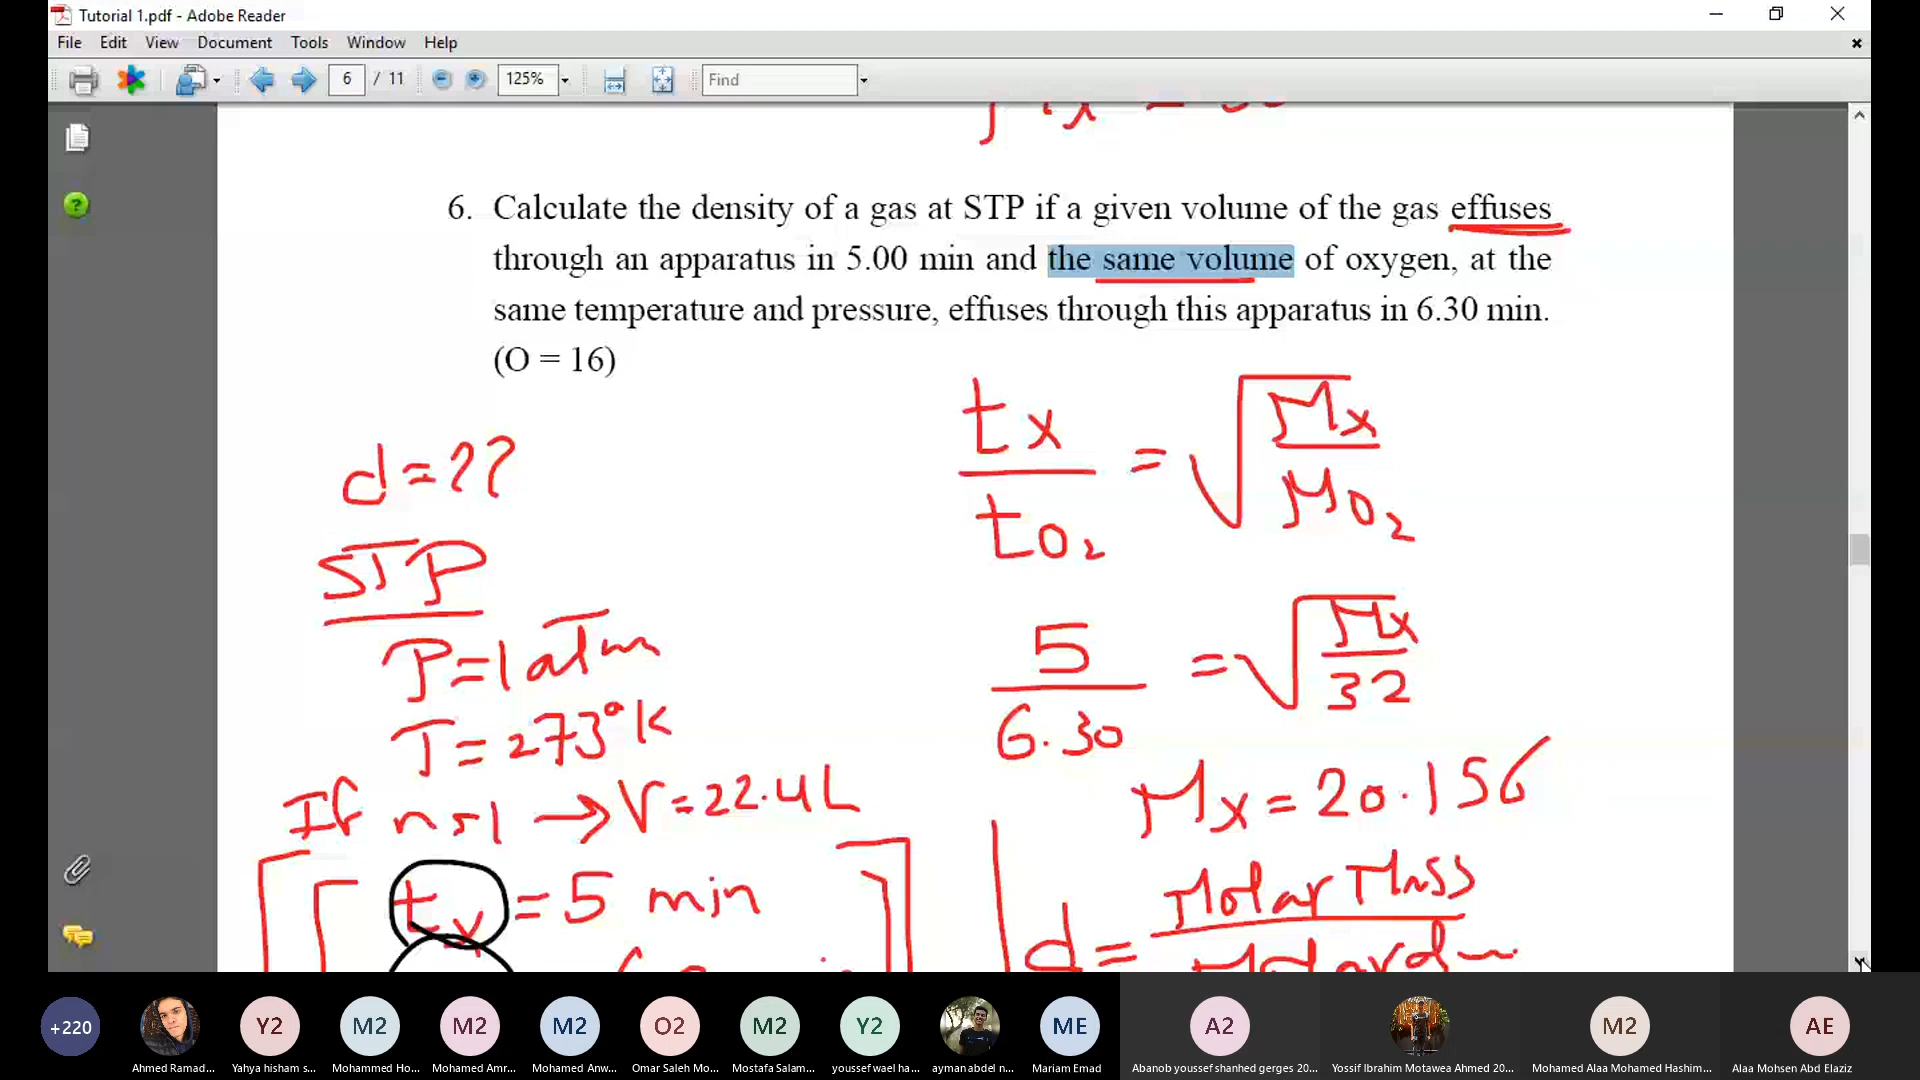 Tutorial 1.pdf - Adobe Reader
File Edit View Document Tools Window Help
6 / 11 125% Find
6. Calculate the density of a gas at STP if a given volume of the gas effuses
through an apparatus in 5.00 min and the same volume of oxygen, at the
same temperature and pressure, effuses through this apparatus in 6.30 min.
(O = 16)
d = ??
STP
P = 1 atm
T = 273°K
If n = 1 → V = 22.4 L
tx = 5 min
tx / tO2 = √(Mx / MO2)
5 / 6.30 = √(Mx / 32)
Mx = 20.156
d = Molar Mass
+220
Ahmed Ramad...
Y2 Yahya hisham s...
M2 Mohammed Ho...
M2 Mohamed Amr...
M2 Mohamed Anw...
O2 Omar Saleh Mo...
M2 Mostafa Salam...
Y2 youssef wael ha...
ayman abdel n...
ME Mariam Emad
A2 Abanob youssef shanhed gerges 20...
Yossif Ibrahim Motawea Ahmed 20...
M2 Mohamed Alaa Mohamed Hashim...
AE Alaa Mohsen Abd Elaziz